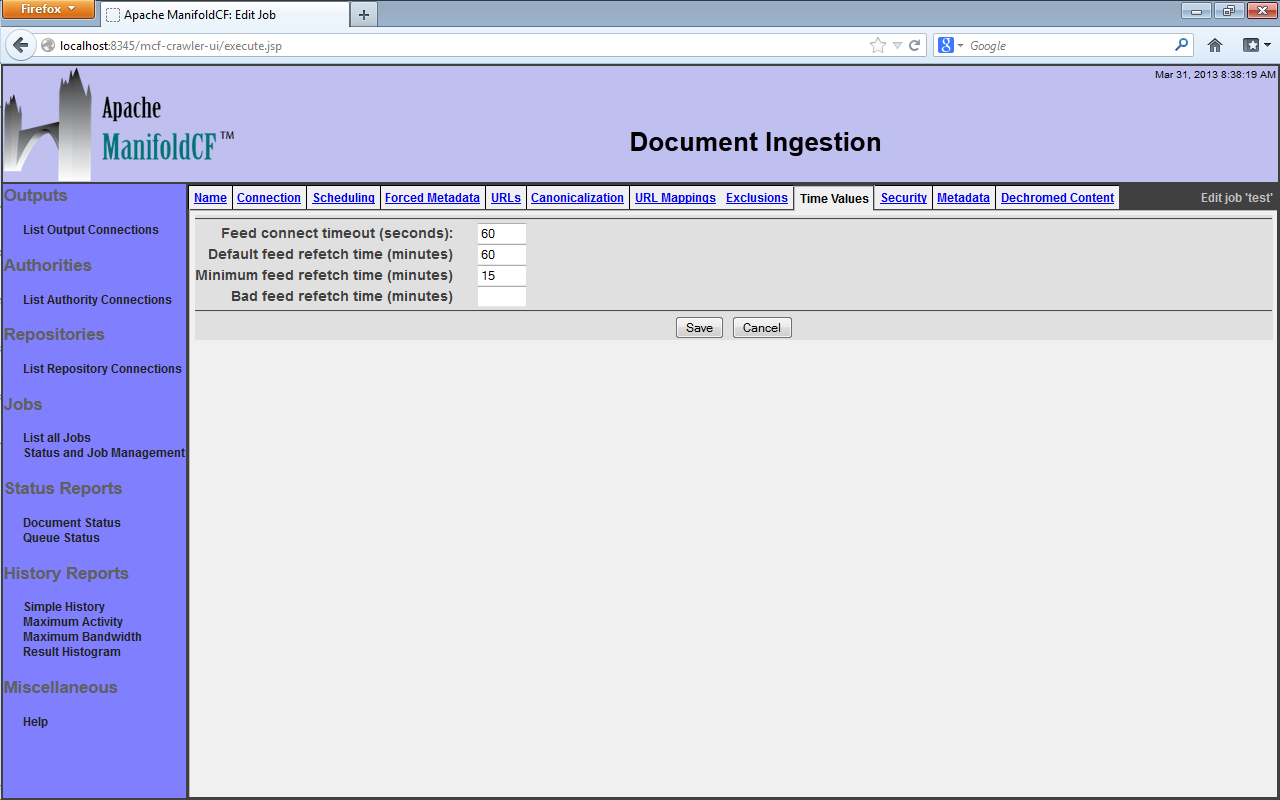 Firefox
Apache ManifoldCF: Edit Job
localhost:8345/mcf-crawler-ui/execute.jsp
Google
Mar 31, 2013 8:38:19 AM
Apache
ManifoldCF™
Document Ingestion
Name Connection Scheduling Forced Metadata URLs Canonicalization URL Mappings Exclusions Time Values Security Metadata Dechromed Content Edit job 'test'
Outputs
List Output Connections
Authorities
List Authority Connections
Repositories
List Repository Connections
Jobs
List all Jobs
Status and Job Management
Status Reports
Document Status
Queue Status
History Reports
Simple History
Maximum Activity
Maximum Bandwidth
Result Histogram
Miscellaneous
Help
Feed connect timeout (seconds): 60
Default feed refetch time (minutes) 60
Minimum feed refetch time (minutes) 15
Bad feed refetch time (minutes)
Save Cancel